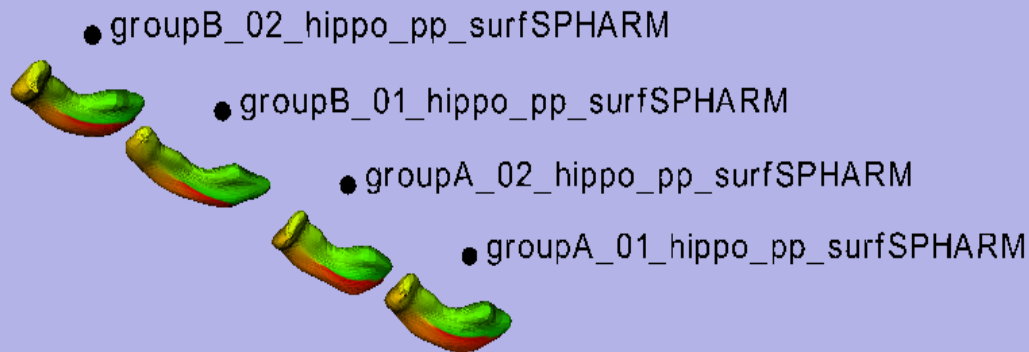 groupB_02_hippo_pp_surfSPHARM
groupB_01_hippo_pp_surfSPHARM
groupA_02_hippo_pp_surfSPHARM
groupA_01_hippo_pp_surfSPHARM